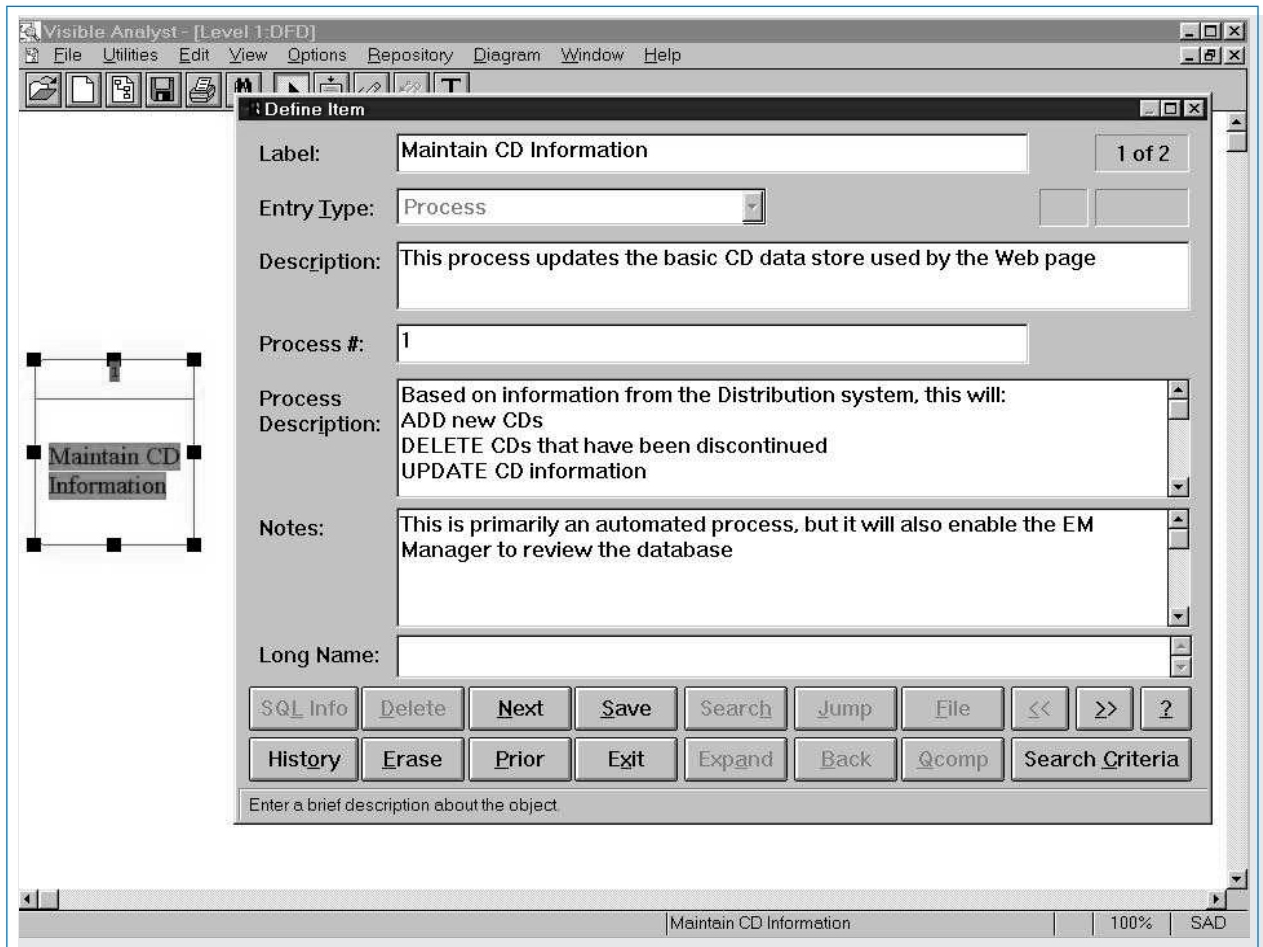 Visible Analyst - [Level 1:DFD]
File Utilities Edit View Options Repository Diagram Window Help
T
Define Item
Label: Maintain CD Information 1 of 2
Entry Type: Process
Description: This process updates the basic CD data store used by the Web page
Process #: 1
Process
Description:
Based on information from the Distribution system, this will:
ADD new CDs
DELETE CDs that have been discontinued
UPDATE CD information
Notes: This is primarily an automated process, but it will also enable the EM
Manager to review the database
Long Name:
SQL Info Delete Next Save Search Jump File << >> ?
History Erase Prior Exit Expand Back Qcomp Search Criteria
Enter a brief description about the object.
1
Maintain CD
Information
Maintain CD Information 100% SAD